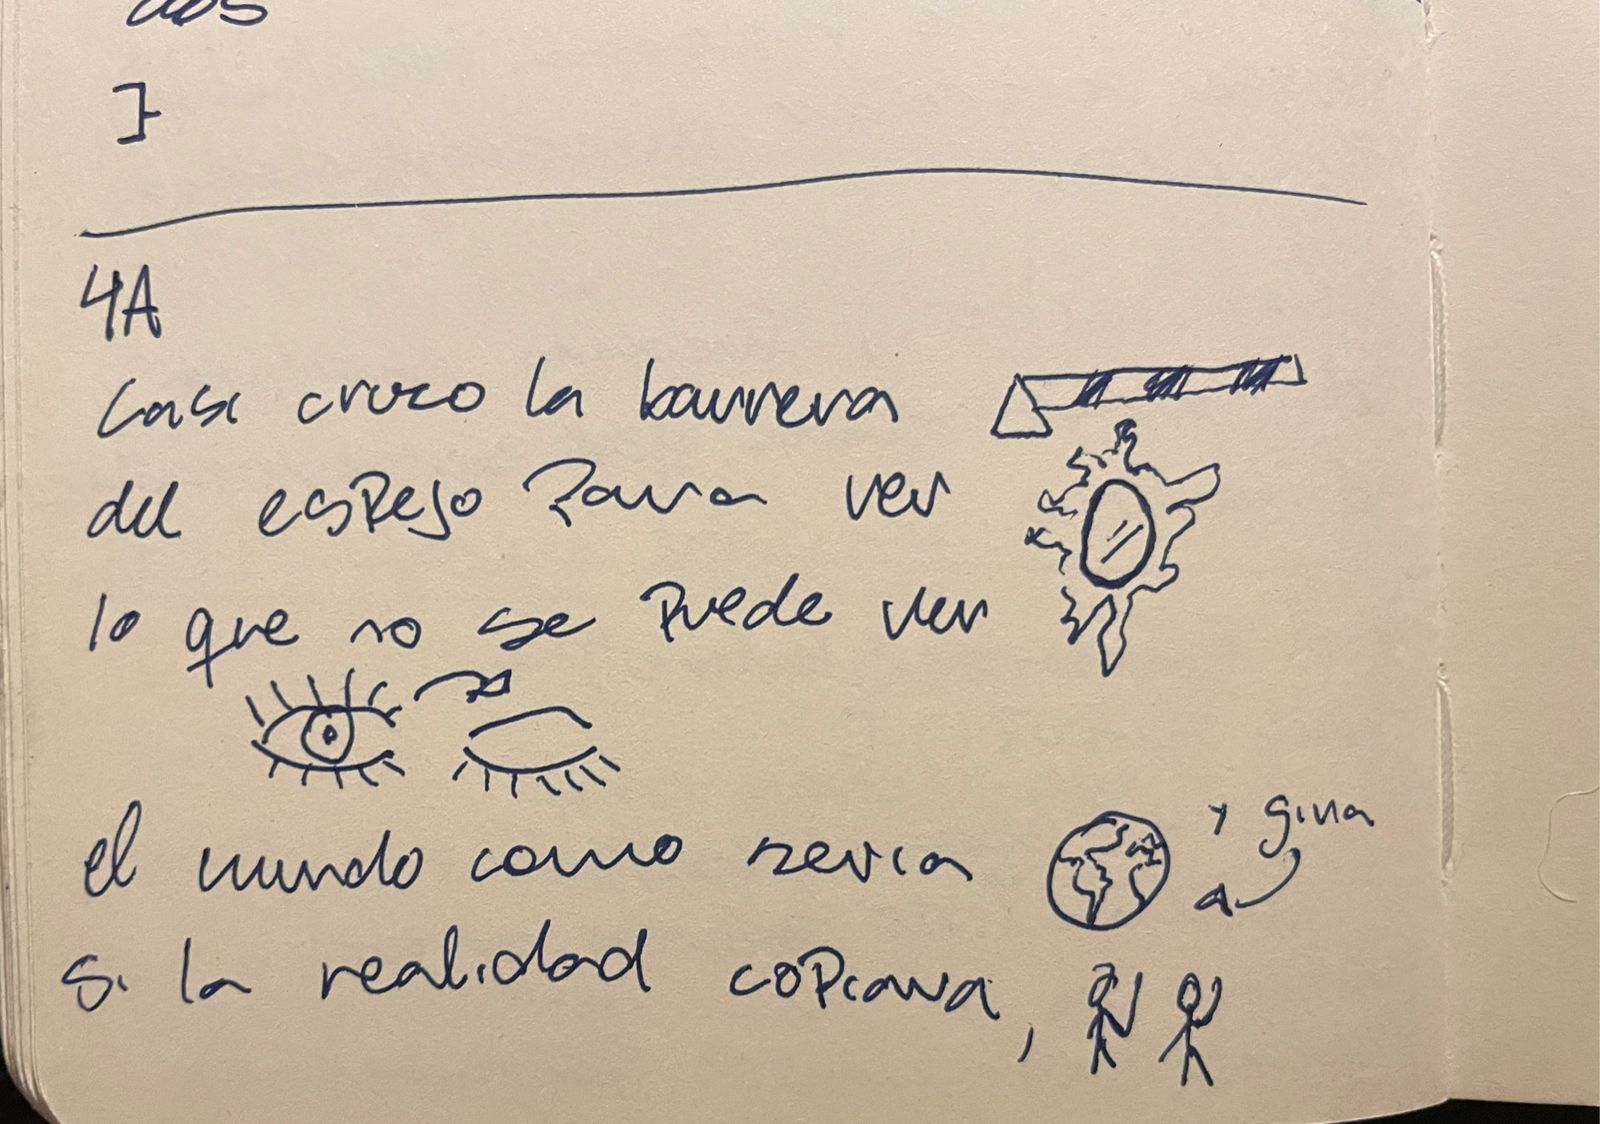 dos
}
4A
Casi cruzo la barrera
del espejo para ver
lo que no se puede ver
el mundo como sería y gira
si la realidad copiara,